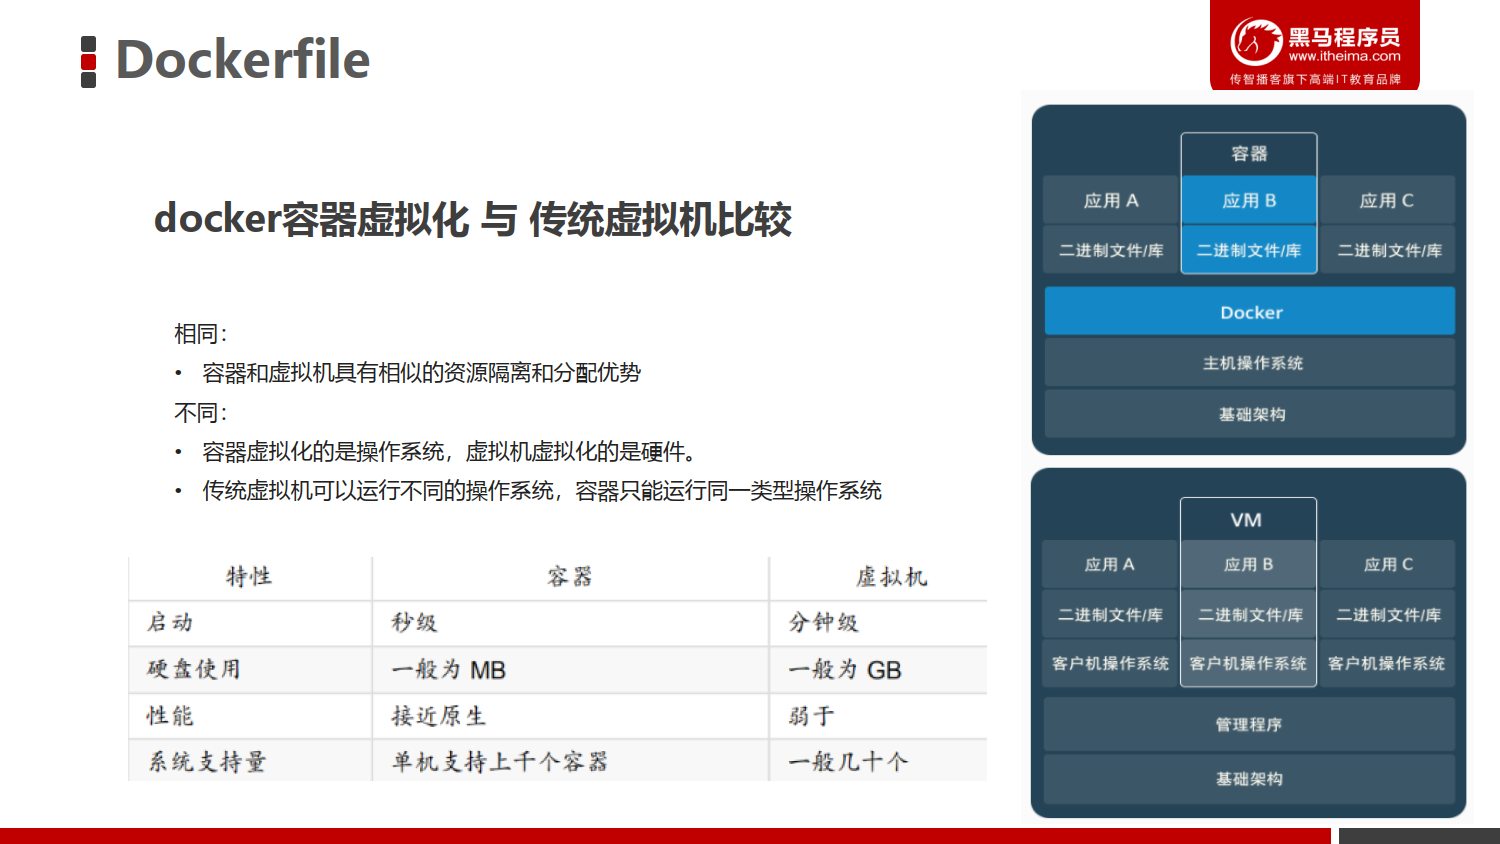 Dockerfile
黑马程序员
www.itheima.com
传智播客旗下高端IT教育品牌
docker容器虚拟化 与 传统虚拟机比较
相同：
• 容器和虚拟机具有相似的资源隔离和分配优势
不同：
• 容器虚拟化的是操作系统，虚拟机虚拟化的是硬件。
• 传统虚拟机可以运行不同的操作系统，容器只能运行同一类型操作系统
特性 容器 虚拟机
启动 秒级 分钟级
硬盘使用 一般为 MB 一般为 GB
性能 接近原生 弱于
系统支持量 单机支持上千个容器 一般几十个
容器
应用 A 应用 B 应用 C
二进制文件/库 二进制文件/库 二进制文件/库
Docker
主机操作系统
基础架构
VM
应用 A 应用 B 应用 C
二进制文件/库 二进制文件/库 二进制文件/库
客户机操作系统 客户机操作系统 客户机操作系统
管理程序
基础架构